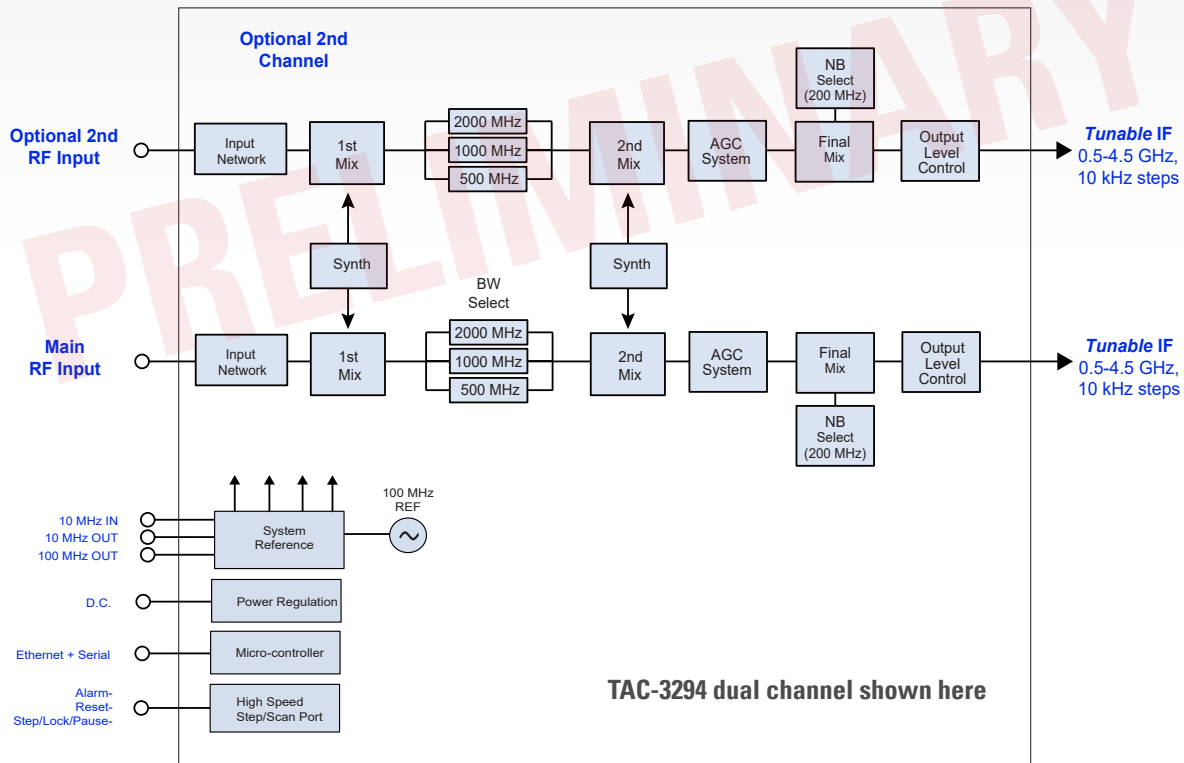 PRELIMINARY
Optional 2nd
Channel
Optional 2nd
RF Input
Input
Network
1st
Mix
2000 MHz
1000 MHz
500 MHz
2nd
Mix
AGC
System
NB
Select
(200 MHz)
Final
Mix
Output
Level
Control
Tunable IF
0.5-4.5 GHz,
10 kHz steps
Synth
Synth
BW
Select
Main
RF Input
Input
Network
1st
Mix
2000 MHz
1000 MHz
500 MHz
2nd
Mix
AGC
System
Final
Mix
NB
Select
(200 MHz)
Output
Level
Control
Tunable IF
0.5-4.5 GHz,
10 kHz steps
10 MHz IN
10 MHz OUT
100 MHz OUT
System
Reference
100 MHz
REF
D.C.
Power Regulation
Ethernet + Serial
Micro-controller
Alarm-
Reset-
Step/Lock/Pause-
High Speed
Step/Scan Port
TAC-3294 dual channel shown here